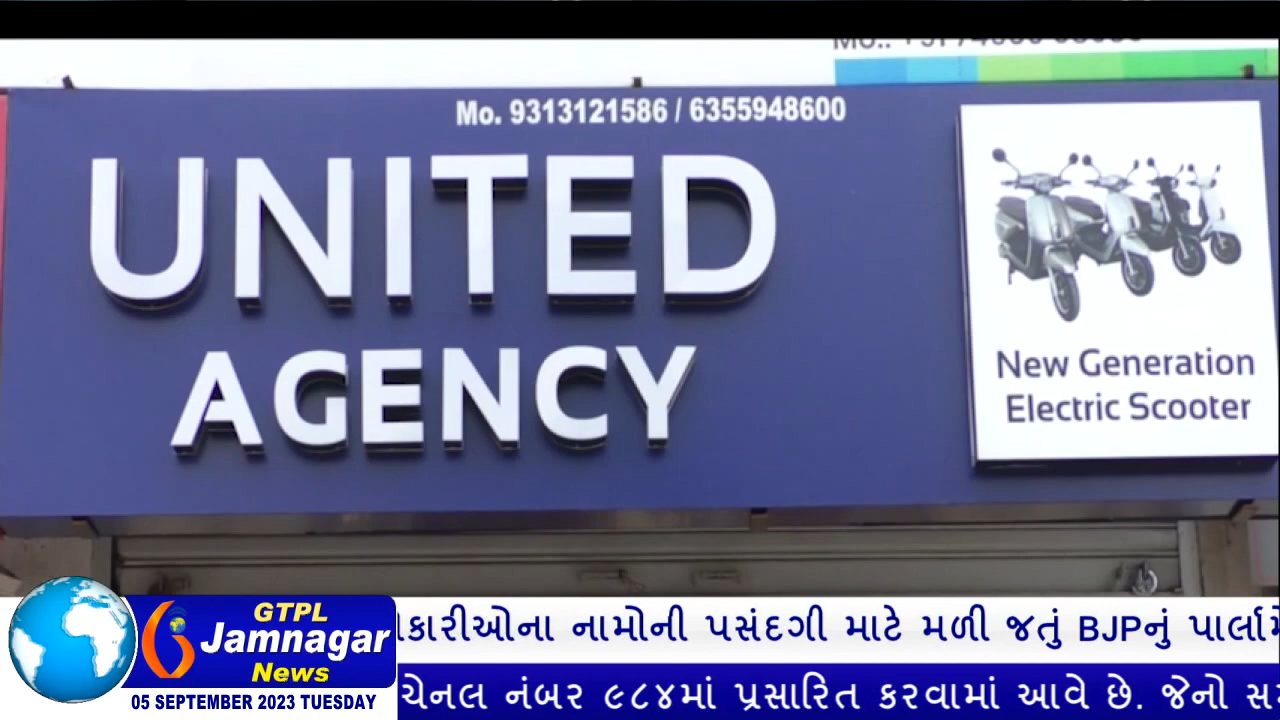 Mo. 9313121586 / 6355948600
UNITED
AGENCY
New Generation
Electric Scooter
GTPL
Jamnagar
News
05 SEPTEMBER 2023 TUESDAY
નામોની પસંદગી માટે મળી જતું BJPનું
ચેનલ નંબર ૯૮૪માં પ્રસારિત કરવામાં આવે છે. જેનો